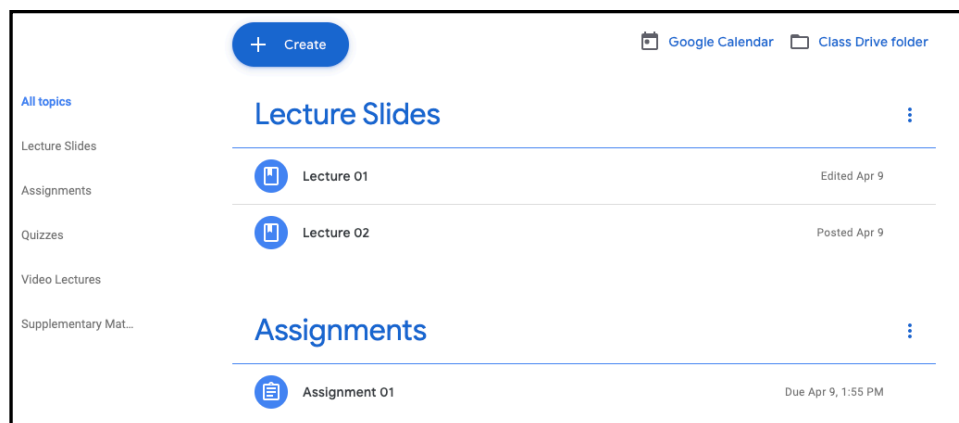 Create
Google Calendar
Class Drive folder
All topics
Lecture Slides
Assignments
Quizzes
Video Lectures
Supplementary Mat...
Lecture Slides
Lecture 01
Edited Apr 9
Lecture 02
Posted Apr 9
Assignments
Assignment 01
Due Apr 9, 1:55 PM